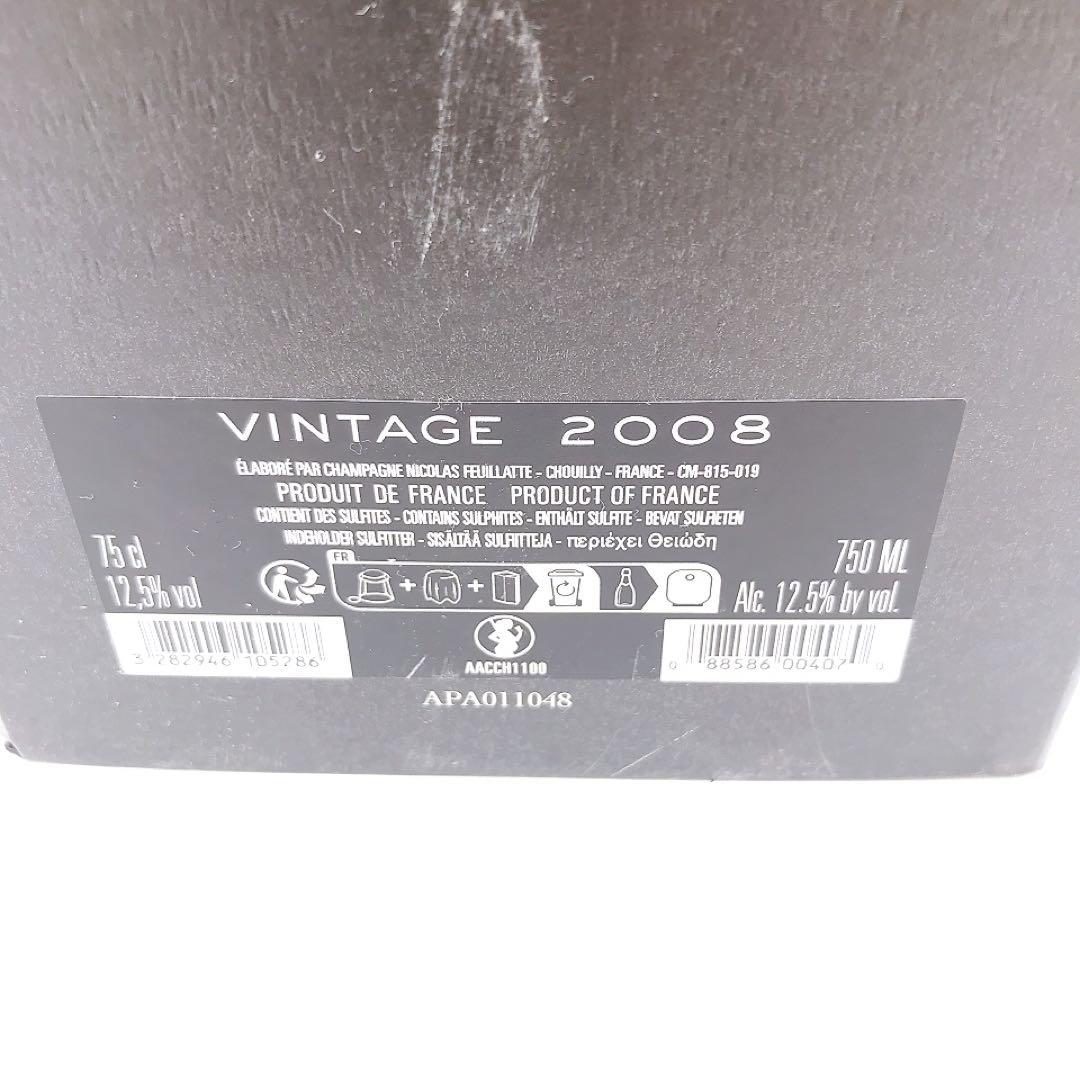 VINTAGE 2008
ÉLABORÉ PAR CHAMPAGNE NICOLAS FEUILLATTE - CHOUILLY - FRANCE - CM-815-019
PRODUIT DE FRANCE PRODUCT OF FRANCE
CONTIENT DES SULFITES - CONTAINS SULPHITES - ENTHÄLT SULFITE - BEVAT SULFIETEN
INDEHOLDER SULFITTER - SISÄLTÄÄ SULFIITTEJA - περιέχει Θειώδη
75 cl
12,5% vol
FR
+ +
750 ML
Alc. 12.5% by vol.
3 282946 105286
AACCH1100
0 88586 00407 0
APA011048